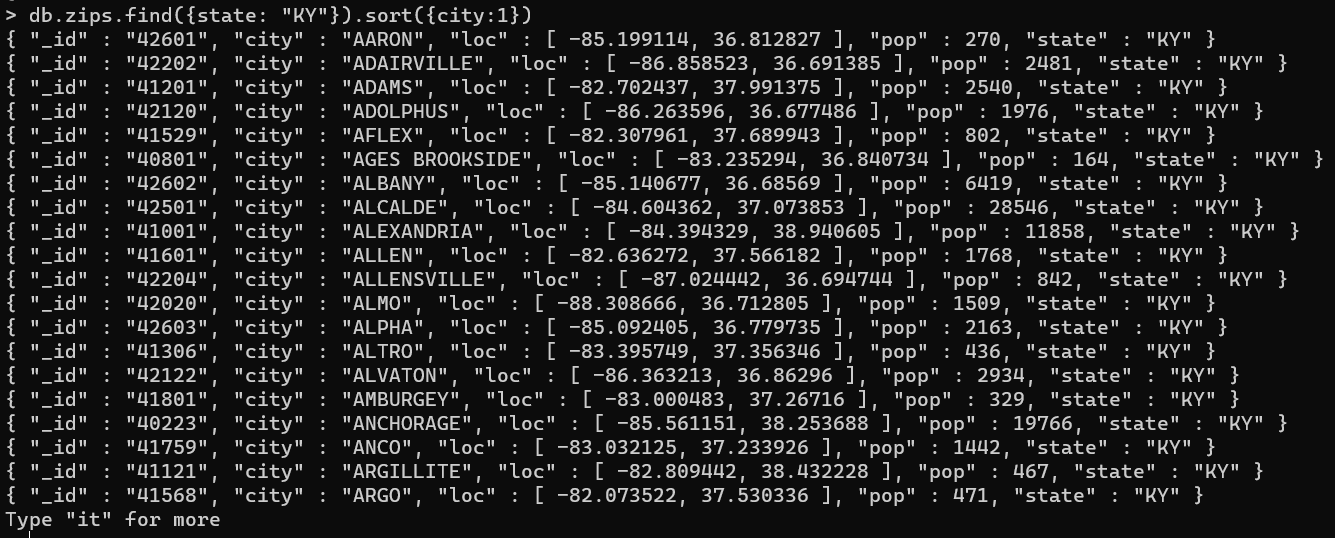 > db.zips.find({state: "KY"}).sort({city:1})
{ "_id" : "42601", "city" : "AARON", "loc" : [ -85.199114, 36.812827 ], "pop" : 270, "state" : "KY" }
{ "_id" : "42202", "city" : "ADAIRVILLE", "loc" : [ -86.858523, 36.691385 ], "pop" : 2481, "state" : "KY" }
{ "_id" : "41201", "city" : "ADAMS", "loc" : [ -82.702437, 37.991375 ], "pop" : 2540, "state" : "KY" }
{ "_id" : "42120", "city" : "ADOLPHUS", "loc" : [ -86.263596, 36.677486 ], "pop" : 1976, "state" : "KY" }
{ "_id" : "41529", "city" : "AFLEX", "loc" : [ -82.307961, 37.689943 ], "pop" : 802, "state" : "KY" }
{ "_id" : "40801", "city" : "AGES BROOKSIDE", "loc" : [ -83.235294, 36.840734 ], "pop" : 164, "state" : "KY" }
{ "_id" : "42602", "city" : "ALBANY", "loc" : [ -85.140677, 36.68569 ], "pop" : 6419, "state" : "KY" }
{ "_id" : "42501", "city" : "ALCALDE", "loc" : [ -84.604362, 37.073853 ], "pop" : 28546, "state" : "KY" }
{ "_id" : "41001", "city" : "ALEXANDRIA", "loc" : [ -84.394329, 38.940605 ], "pop" : 11858, "state" : "KY" }
{ "_id" : "41601", "city" : "ALLEN", "loc" : [ -82.636272, 37.566182 ], "pop" : 1768, "state" : "KY" }
{ "_id" : "42204", "city" : "ALLENSVILLE", "loc" : [ -87.024442, 36.694744 ], "pop" : 842, "state" : "KY" }
{ "_id" : "42020", "city" : "ALMO", "loc" : [ -88.308666, 36.712805 ], "pop" : 1509, "state" : "KY" }
{ "_id" : "42603", "city" : "ALPHA", "loc" : [ -85.092405, 36.779735 ], "pop" : 2163, "state" : "KY" }
{ "_id" : "41306", "city" : "ALTRO", "loc" : [ -83.395749, 37.356346 ], "pop" : 436, "state" : "KY" }
{ "_id" : "42122", "city" : "ALVATON", "loc" : [ -86.363213, 36.86296 ], "pop" : 2934, "state" : "KY" }
{ "_id" : "41801", "city" : "AMBURGEY", "loc" : [ -83.000483, 37.26716 ], "pop" : 329, "state" : "KY" }
{ "_id" : "40223", "city" : "ANCHORAGE", "loc" : [ -85.561151, 38.253688 ], "pop" : 19766, "state" : "KY" }
{ "_id" : "41759", "city" : "ANCO", "loc" : [ -83.032125, 37.233926 ], "pop" : 1442, "state" : "KY" }
{ "_id" : "41121", "city" : "ARGILLITE", "loc" : [ -82.809442, 38.432228 ], "pop" : 467, "state" : "KY" }
{ "_id" : "41568", "city" : "ARGO", "loc" : [ -82.073522, 37.530336 ], "pop" : 471, "state" : "KY" }
Type "it" for more